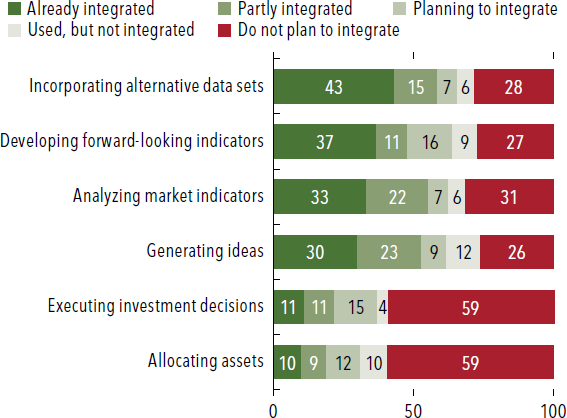 Already integrated Partly integrated Planning to integrate
Used, but not integrated Do not plan to integrate
Incorporating alternative data sets 43 15 7 6 28
Developing forward-looking indicators 37 11 16 9 27
Analyzing market indicators 33 22 7 6 31
Generating ideas 30 23 9 12 26
Executing investment decisions 11 11 15 4 59
Allocating assets 10 9 12 10 59
0 50 100